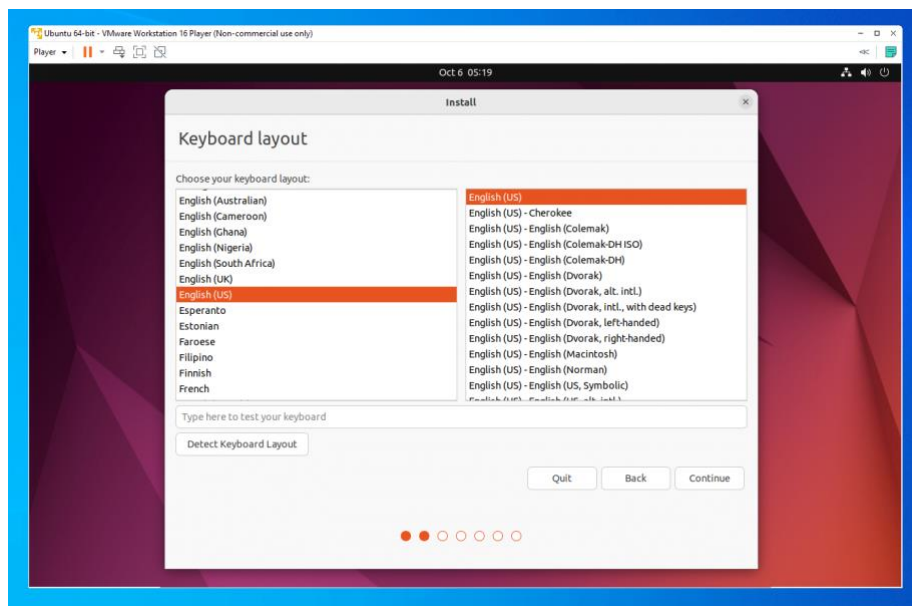 Ubuntu 64-bit - VMware Workstation 16 Player (Non-commercial use only)
Player
Oct 6 05:19
Install
Keyboard layout
Choose your keyboard layout:
English (Australian)
English (Cameroon)
English (Ghana)
English (Nigeria)
English (South Africa)
English (UK)
English (US)
Esperanto
Estonian
Faroese
Filipino
Finnish
French
English (US)
English (US) - Cherokee
English (US) - English (Colemak)
English (US) - English (Colemak-DH ISO)
English (US) - English (Colemak-DH)
English (US) - English (Dvorak)
English (US) - English (Dvorak, alt. intl.)
English (US) - English (Dvorak, intl., with dead keys)
English (US) - English (Dvorak, left-handed)
English (US) - English (Dvorak, right-handed)
English (US) - English (Macintosh)
English (US) - English (Norman)
English (US) - English (US, Symbolic)
English (US) - English (US, alt. intl.)
Type here to test your keyboard
Detect Keyboard Layout
Quit
Back
Continue